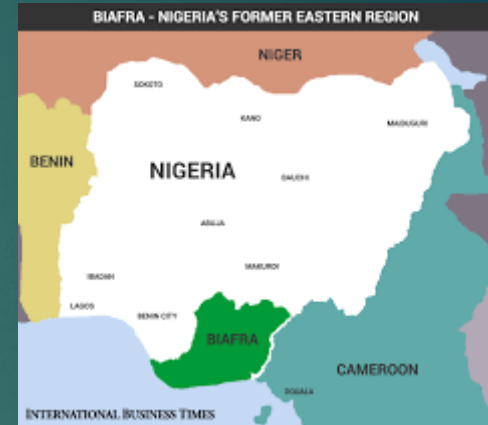 BIAFRA - NIGERIA'S FORMER EASTERN REGION
NIGER
SOKOTO
KANO
MAIDUGURI
BENIN
NIGERIA
BAUCHI
ABUJA
MAKURDI
IBADAN
LAGOS
BENIN CITY
BIAFRA
CAMEROON
DOUALA
INTERNATIONAL BUSINESS TIMES